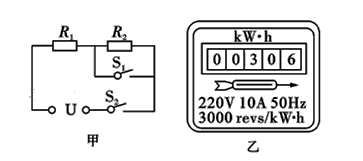 R₁ R₂
S₁
U S₂
甲
kW·h
0 0 3 0 6
220V 10A 50Hz
3000 revs/kW·h
乙